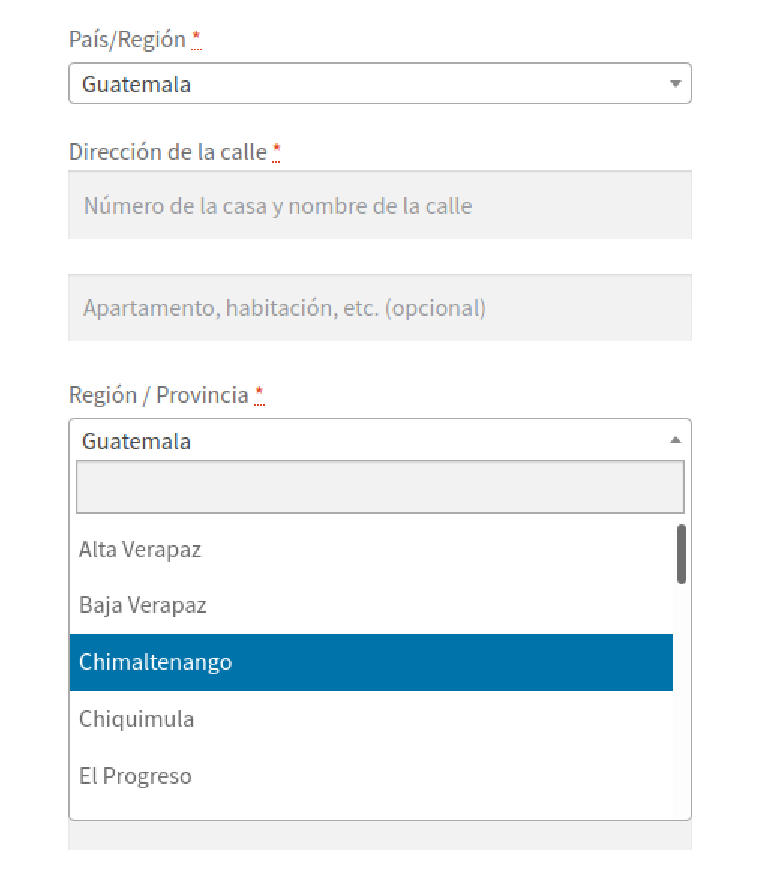 País/Región *
Guatemala
Dirección de la calle *
Número de la casa y nombre de la calle
Apartamento, habitación, etc. (opcional)
Región / Provincia *
Guatemala
Alta Verapaz
Baja Verapaz
Chimaltenango
Chiquimula
El Progreso